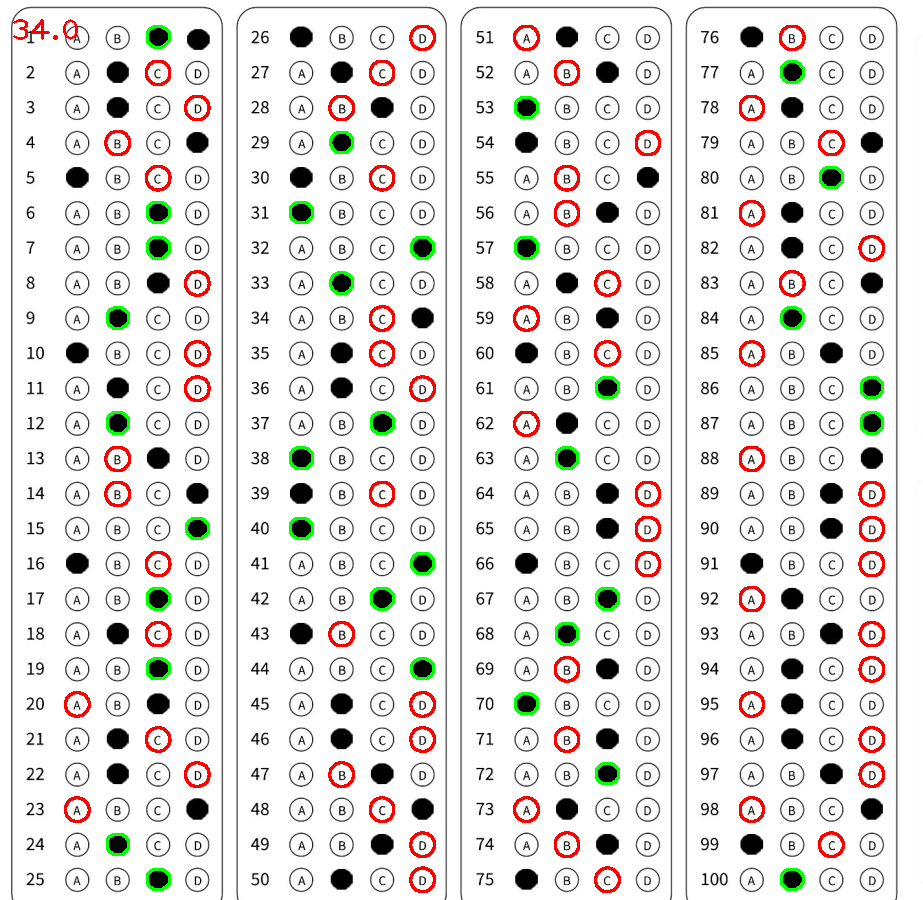 34.0
1 A B
2 A C D
3 A C D
4 A B C
5 B C D
6 A B D
7 A B D
8 A B D
9 A C D
10 B C D
11 A C D
12 A C D
13 A B D
14 A B C
15 A B C
16 B C D
17 A B D
18 A C D
19 A B D
20 A B D
21 A C D
22 A C D
23 A B C
24 A C D
25 A B D
26 B C D
27 A C D
28 A B D
29 A C D
30 B C D
31 B C D
32 A B C
33 A C D
34 A B C
35 A C D
36 A C D
37 A B D
38 B C D
39 B C D
40 B C D
41 A B C
42 A B D
43 B C D
44 A B C
45 A C D
46 A C D
47 A B D
48 A B C
49 A B D
50 A C D
51 A C D
52 A B D
53 B C D
54 B C D
55 A B C
56 A B D
57 B C D
58 A C D
59 A B D
60 B C D
61 A B D
62 A C D
63 A C D
64 A B D
65 A B D
66 B C D
67 A B D
68 A C D
69 A B D
70 B C D
71 A B D
72 A B D
73 A C D
74 A B D
75 B C D
76 B C D
77 A C D
78 A C D
79 A B C
80 A B D
81 A C D
82 A C D
83 A B C
84 A C D
85 A B D
86 A B C
87 A B C
88 A B C
89 A B D
90 A B D
91 B C D
92 A C D
93 A B D
94 A C D
95 A C D
96 A C D
97 A B D
98 A B C
99 B C D
100 A C D